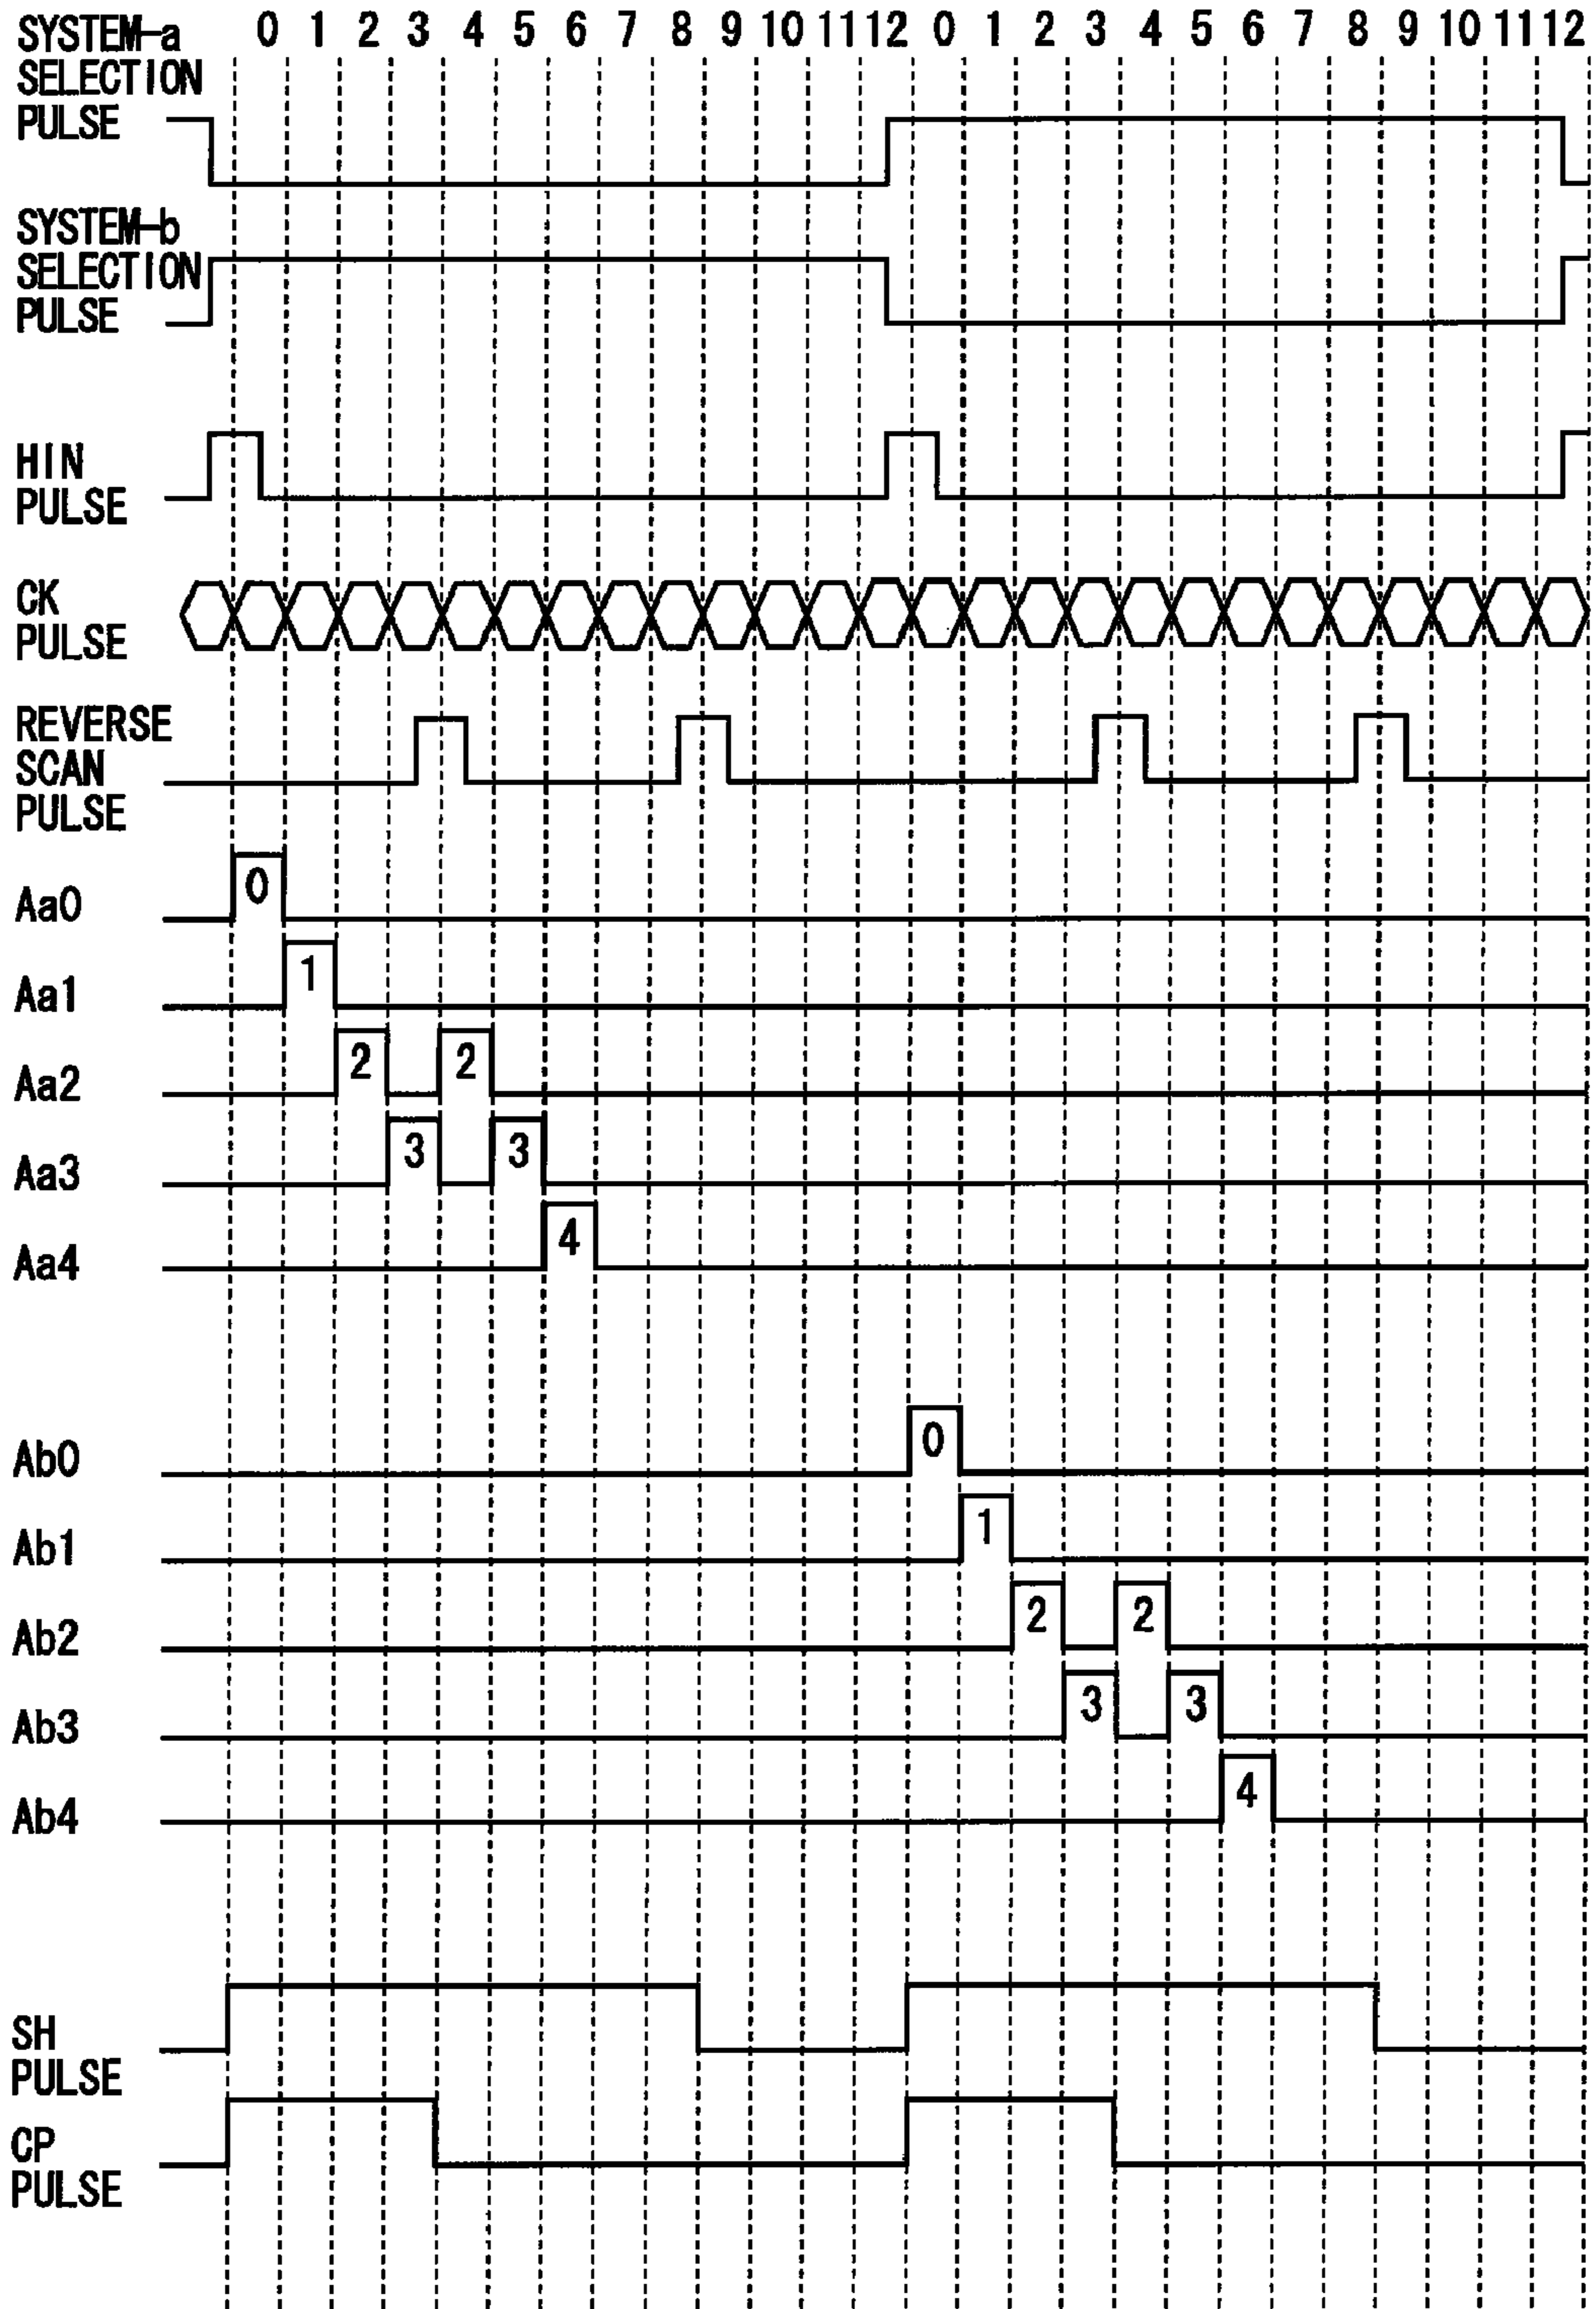 0 1 2 3 4 5 6 7 8 9 10 11 12 0 1 2 3 4 5 6 7 8 9 10 11 12
SYSTEM-a
SELECTION
PULSE
SYSTEM-b
SELECTION
PULSE
HIN
PULSE
CK
PULSE
REVERSE
SCAN
PULSE
Aa0 0
Aa1 1
Aa2 2 2
Aa3 3 3
Aa4 4
Ab0 0
Ab1 1
Ab2 2 2
Ab3 3 3
Ab4 4
SH
PULSE
CP
PULSE